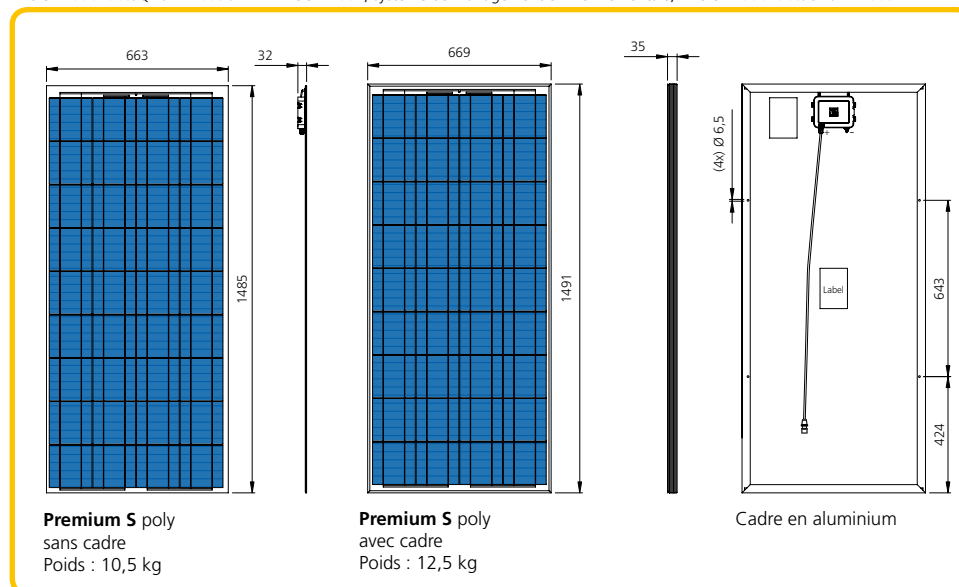 663
32
669
35
1485
1491
(4x) Ø 6,5
+
-
Label
643
424
Premium S poly
sans cadre
Poids : 10,5 kg
Premium S poly
avec cadre
Poids : 12,5 kg
Cadre en aluminium